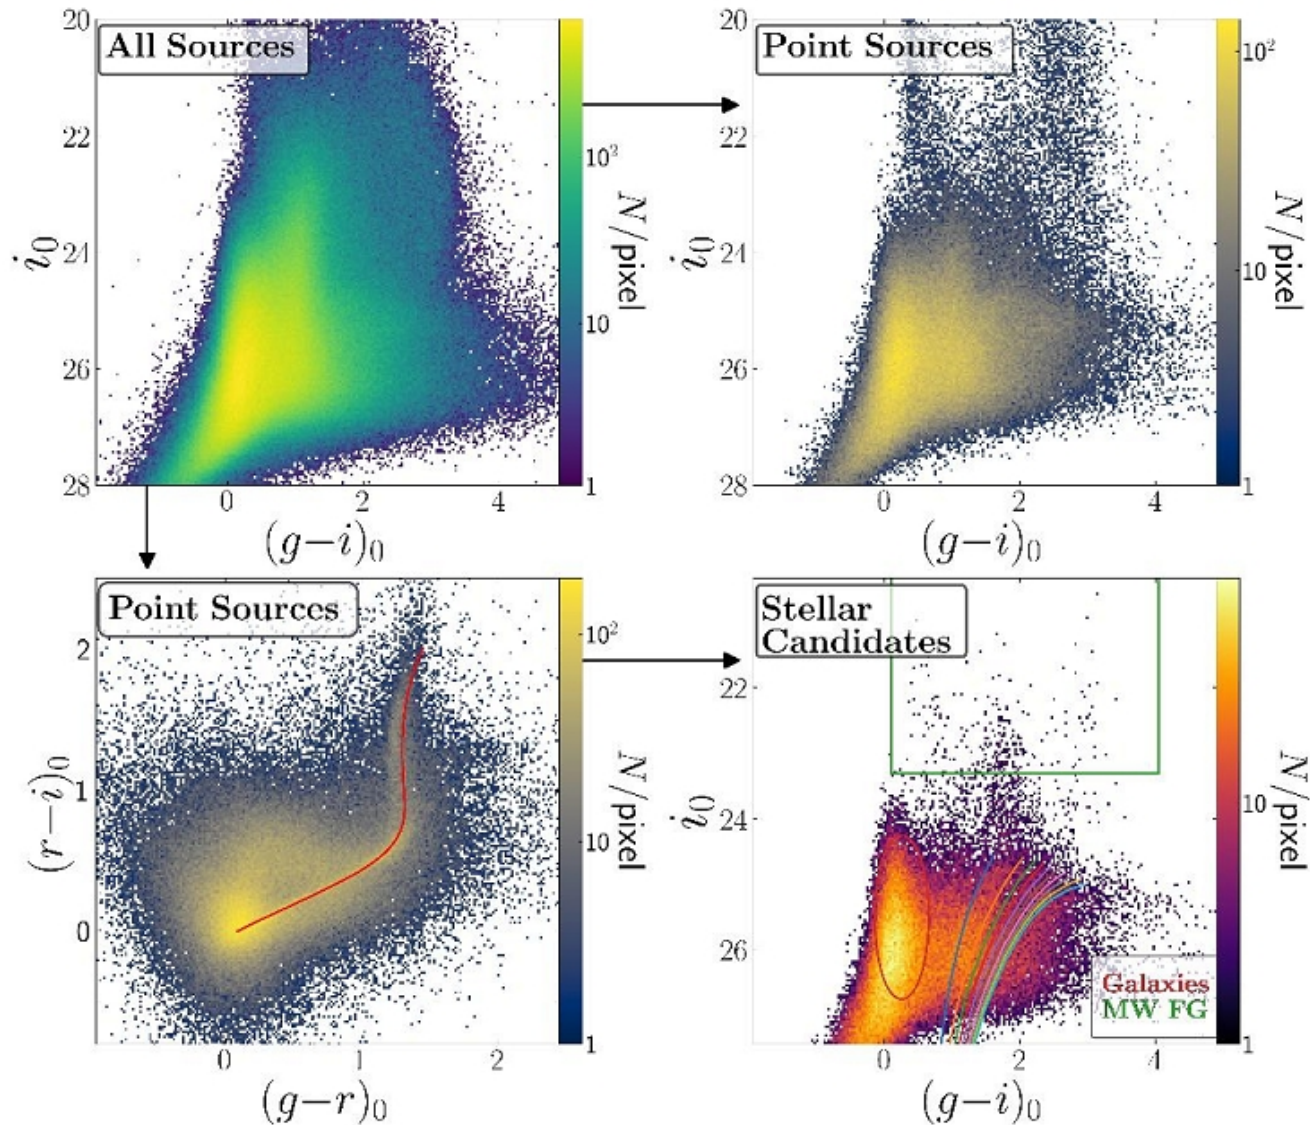 All Sources
20
22
24
26
28
i₀
0 2 4
(g−i)₀
10²
10
1
N/pixel
Point Sources
20
22
24
26
28
i₀
0 2 4
(g−i)₀
10²
10
1
N/pixel
Point Sources
2
1
0
(r−i)₀
0 1 2
(g−r)₀
10²
10
1
N/pixel
Stellar
Candidates
22
24
26
i₀
0 2 4
(g−i)₀
Galaxies
MW FG
10
1
N/pixel